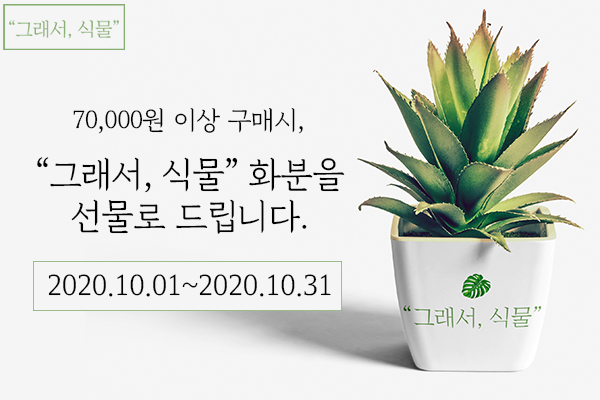 “그래서, 식물”
70,000원 이상 구매시,
“그래서, 식물” 화분을
선물로 드립니다.
2020.10.01~2020.10.31
“그래서, 식물”